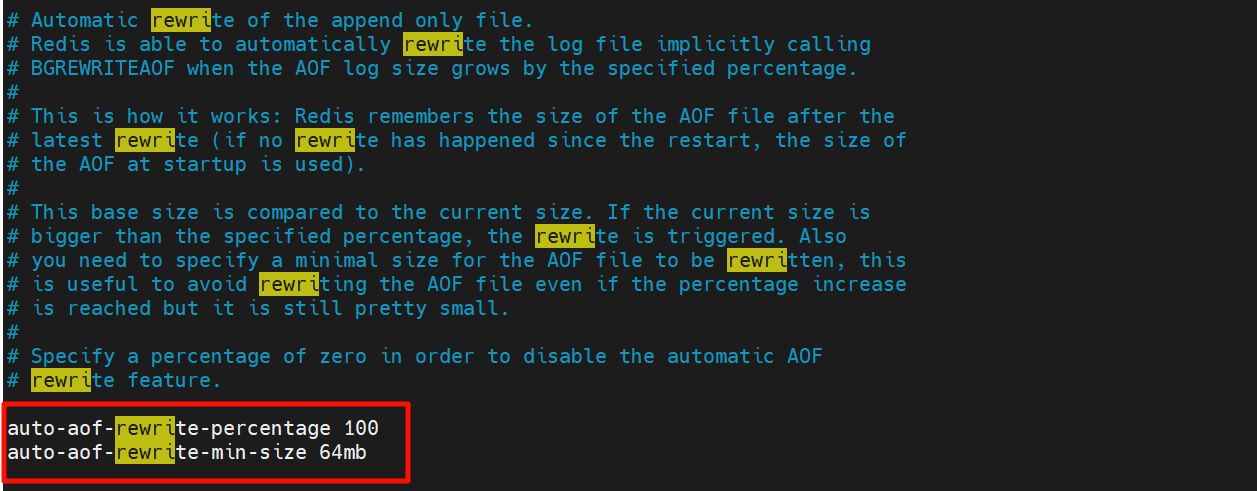 # Automatic rewrite of the append only file.
# Redis is able to automatically rewrite the log file implicitly calling
# BGREWRITEAOF when the AOF log size grows by the specified percentage.
#
# This is how it works: Redis remembers the size of the AOF file after the
# latest rewrite (if no rewrite has happened since the restart, the size of
# the AOF at startup is used).
#
# This base size is compared to the current size. If the current size is
# bigger than the specified percentage, the rewrite is triggered. Also
# you need to specify a minimal size for the AOF file to be rewritten, this
# is useful to avoid rewriting the AOF file even if the percentage increase
# is reached but it is still pretty small.
#
# Specify a percentage of zero in order to disable the automatic AOF
# rewrite feature.
auto-aof-rewrite-percentage 100
auto-aof-rewrite-min-size 64mb